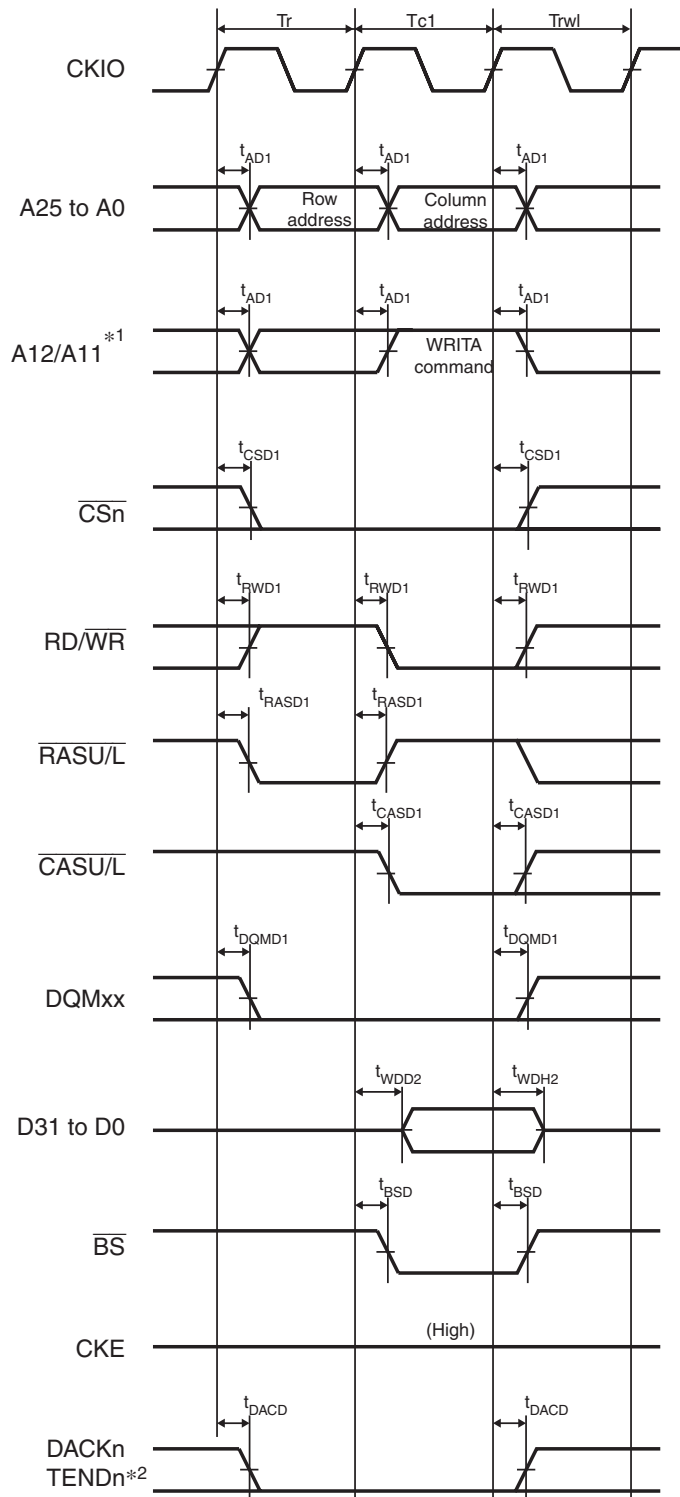 Tr Tc1 Trwl
CKIO
tAD1 tAD1 tAD1
A25 to A0
Row address
Column address
tAD1 tAD1 tAD1
A12/A11*1
WRITA command
tCSD1 tCSD1
CSn
tRWD1 tRWD1 tRWD1
RD/WR
tRASD1 tRASD1
RASU/L
tCASD1 tCASD1
CASU/L
tDQMD1 tDQMD1
DQMxx
tWDD2 tWDH2
D31 to D0
tBSD tBSD
BS
(High)
CKE
tDACD tDACD
DACKn
TENDn*2